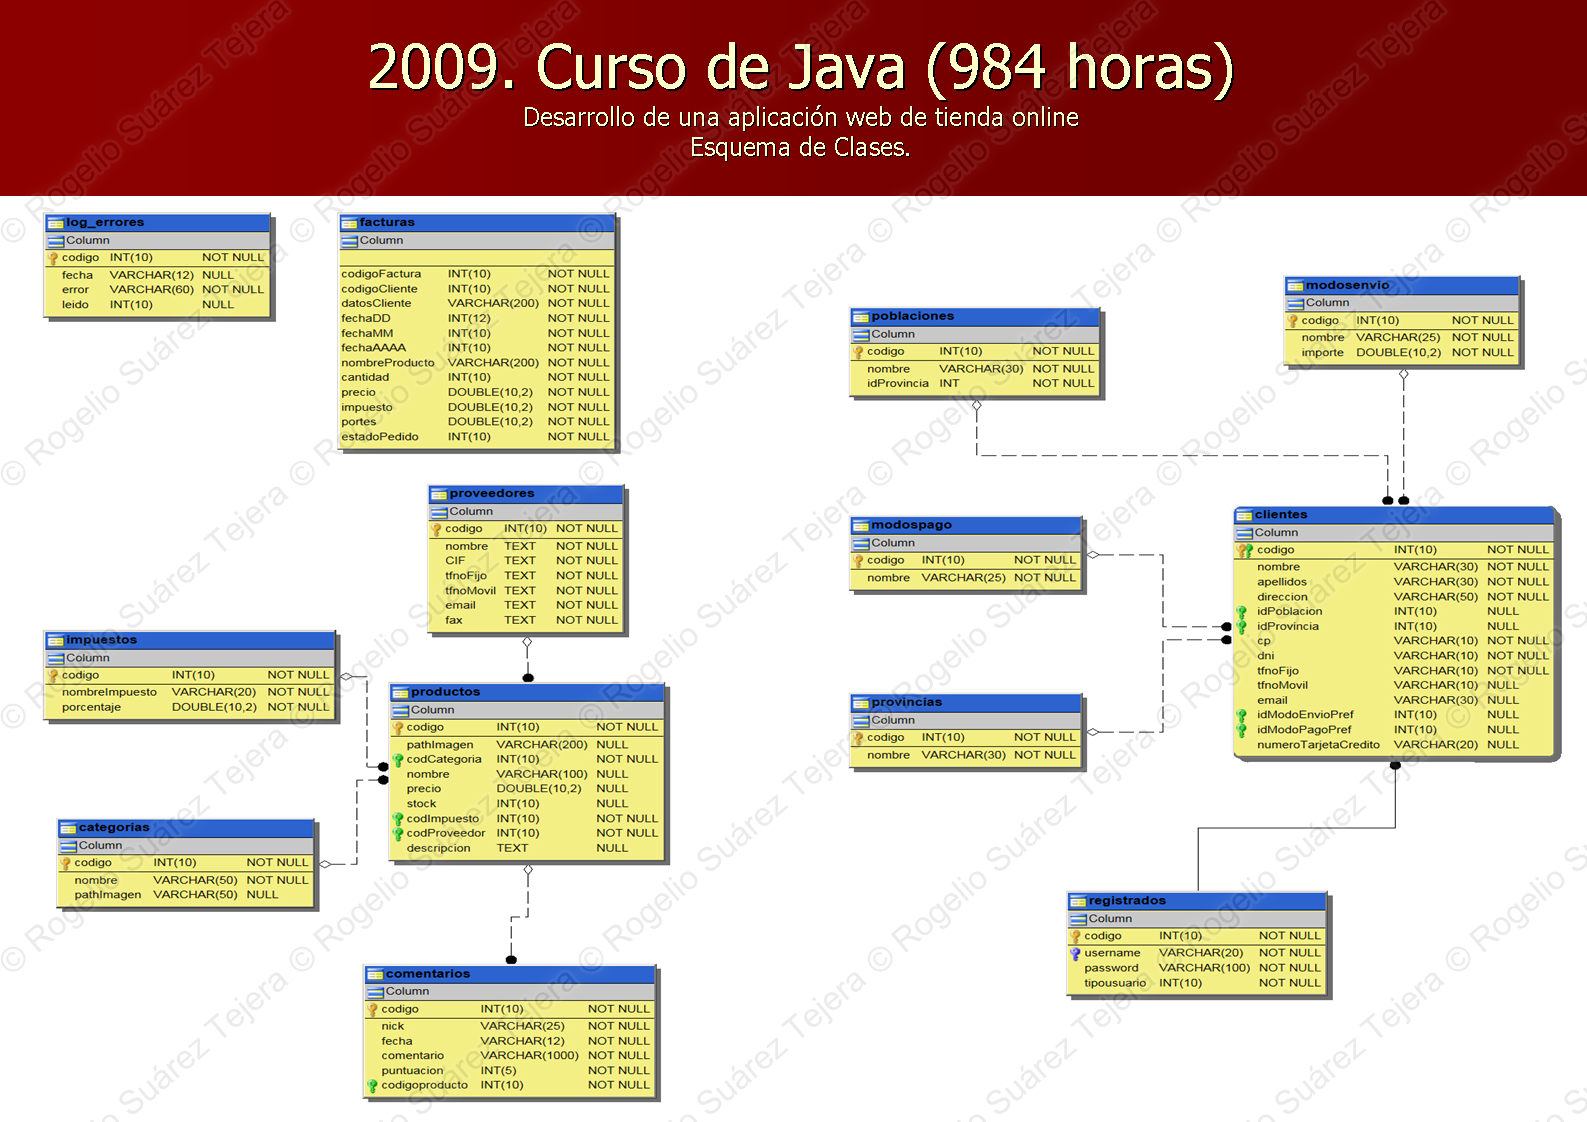 2009. Curso de Java (984 horas)
Desarrollo de una aplicación web de tienda online
Esquema de Clases.
log_errores
Column
codigo INT(10) NOT NULL
fecha VARCHAR(12) NULL
error VARCHAR(60) NOT NULL
leido INT(10) NULL
facturas
Column
codigoFactura INT(10) NOT NULL
codigoCliente INT(10) NOT NULL
datosCliente VARCHAR(200) NOT NULL
fechaDD INT(12) NOT NULL
fechaMM INT(10) NOT NULL
fechaAAAA INT(10) NOT NULL
nombreProducto VARCHAR(200) NOT NULL
cantidad INT(10) NOT NULL
precio DOUBLE(10,2) NOT NULL
impuesto DOUBLE(10,2) NOT NULL
portes DOUBLE(10,2) NOT NULL
estadoPedido INT(10) NOT NULL
poblaciones
Column
codigo INT(10) NOT NULL
nombre VARCHAR(30) NOT NULL
idProvincia INT NOT NULL
modosenvio
Column
codigo INT(10) NOT NULL
nombre VARCHAR(25) NOT NULL
importe DOUBLE(10,2) NOT NULL
proveedores
Column
codigo INT(10) NOT NULL
nombre TEXT NOT NULL
CIF TEXT NOT NULL
tfnoFijo TEXT NOT NULL
tfnoMovil TEXT NOT NULL
email TEXT NOT NULL
fax TEXT NOT NULL
modospago
Column
codigo INT(10) NOT NULL
nombre VARCHAR(25) NOT NULL
clientes
Column
codigo INT(10) NOT NULL
nombre VARCHAR(30) NOT NULL
apellidos VARCHAR(30) NOT NULL
direccion VARCHAR(50) NOT NULL
idPoblacion INT(10) NULL
idProvincia INT(10) NULL
cp VARCHAR(10) NOT NULL
dni VARCHAR(10) NOT NULL
tfnoFijo VARCHAR(10) NOT NULL
tfnoMovil VARCHAR(10) NULL
email VARCHAR(30) NULL
idModoEnvioPref INT(10) NULL
idModoPagoPref INT(10) NULL
numeroTarjetaCredito VARCHAR(20) NULL
impuestos
Column
codigo INT(10) NOT NULL
nombreImpuesto VARCHAR(20) NOT NULL
porcentaje DOUBLE(10,2) NOT NULL
productos
Column
codigo INT(10) NOT NULL
pathImagen VARCHAR(200) NULL
codCategoria INT(10) NOT NULL
nombre VARCHAR(100) NULL
precio DOUBLE(10,2) NULL
stock INT(10) NULL
codImpuesto INT(10) NOT NULL
codProveedor INT(10) NOT NULL
descripcion TEXT NULL
provincias
Column
codigo INT(10) NOT NULL
nombre VARCHAR(30) NOT NULL
categorias
Column
codigo INT(10) NOT NULL
nombre VARCHAR(50) NOT NULL
pathImagen VARCHAR(50) NULL
registrados
Column
codigo INT(10) NOT NULL
username VARCHAR(20) NOT NULL
password VARCHAR(100) NOT NULL
tipousuario INT(10) NOT NULL
comentarios
Column
codigo INT(10) NOT NULL
nick VARCHAR(25) NOT NULL
fecha VARCHAR(12) NOT NULL
comentario VARCHAR(1000) NOT NULL
puntuacion INT(5) NOT NULL
codigoproducto INT(10) NOT NULL
© Rogelio Suárez Tejera